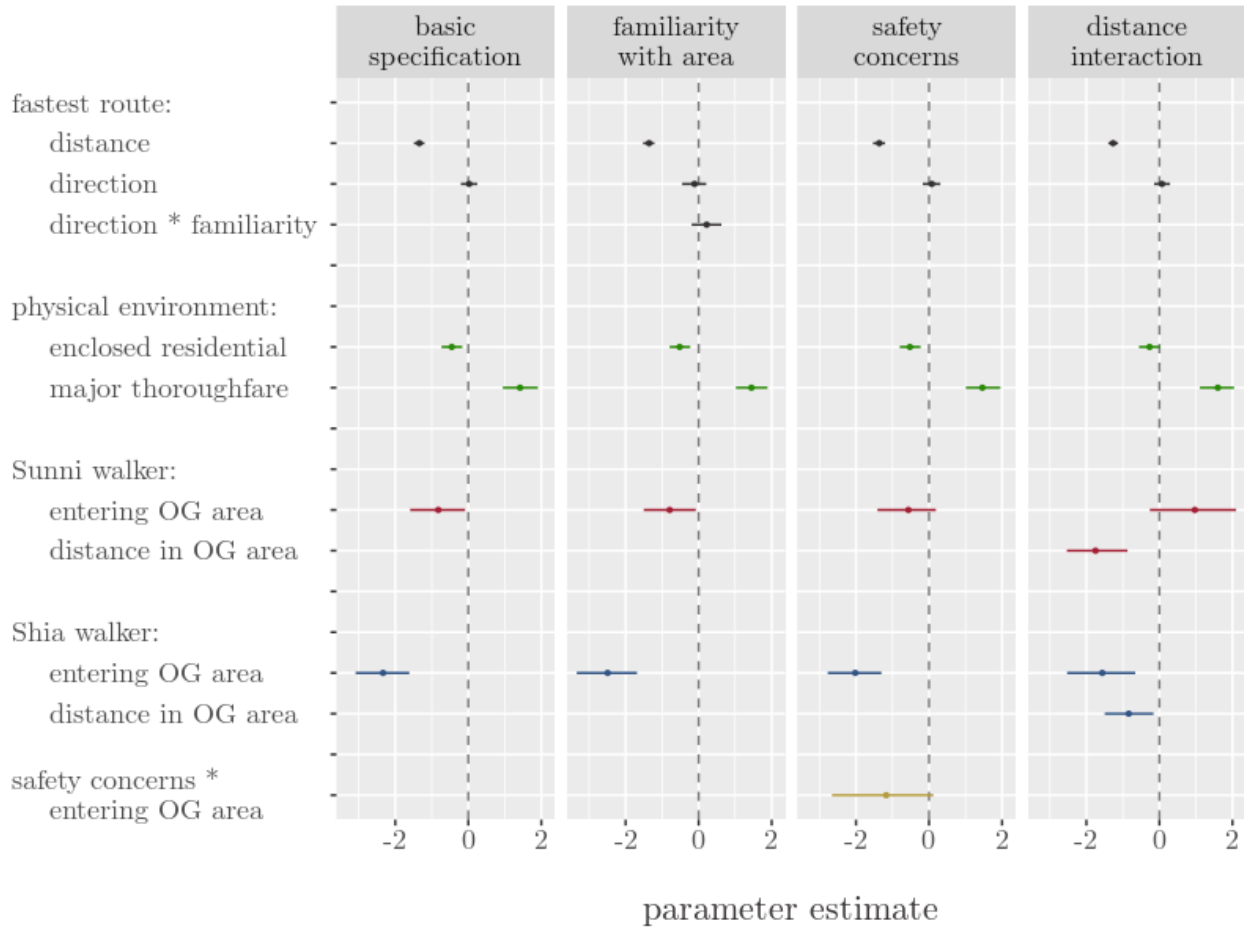 basic
specification
familiarity
with area
safety
concerns
distance
interaction
fastest route:
distance
direction
direction * familiarity
physical environment:
enclosed residential
major thoroughfare
Sunni walker:
entering OG area
distance in OG area
Shia walker:
entering OG area
distance in OG area
safety concerns *
entering OG area
-2 0 2 -2 0 2 -2 0 2 -2 0 2
parameter estimate